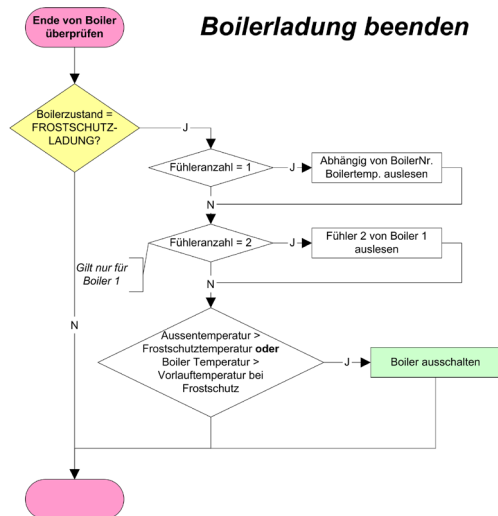 Boilerladung beenden
Ende von Boiler
überprüfen
Boilerzustand =
FROSTSCHUTZ-
LADUNG?
J
Fühleranzahl = 1
J
Abhängig von BoilerNr.
Boilertemp. auslesen
N
Fühleranzahl = 2
J
Fühler 2 von Boiler 1
auslesen
Gilt nur für
Boiler 1
N
N
Aussentemperatur >
Frostschutztemperatur oder
Boiler Temperatur >
Vorlauftemperatur bei
Frostschutz
J
Boiler ausschalten